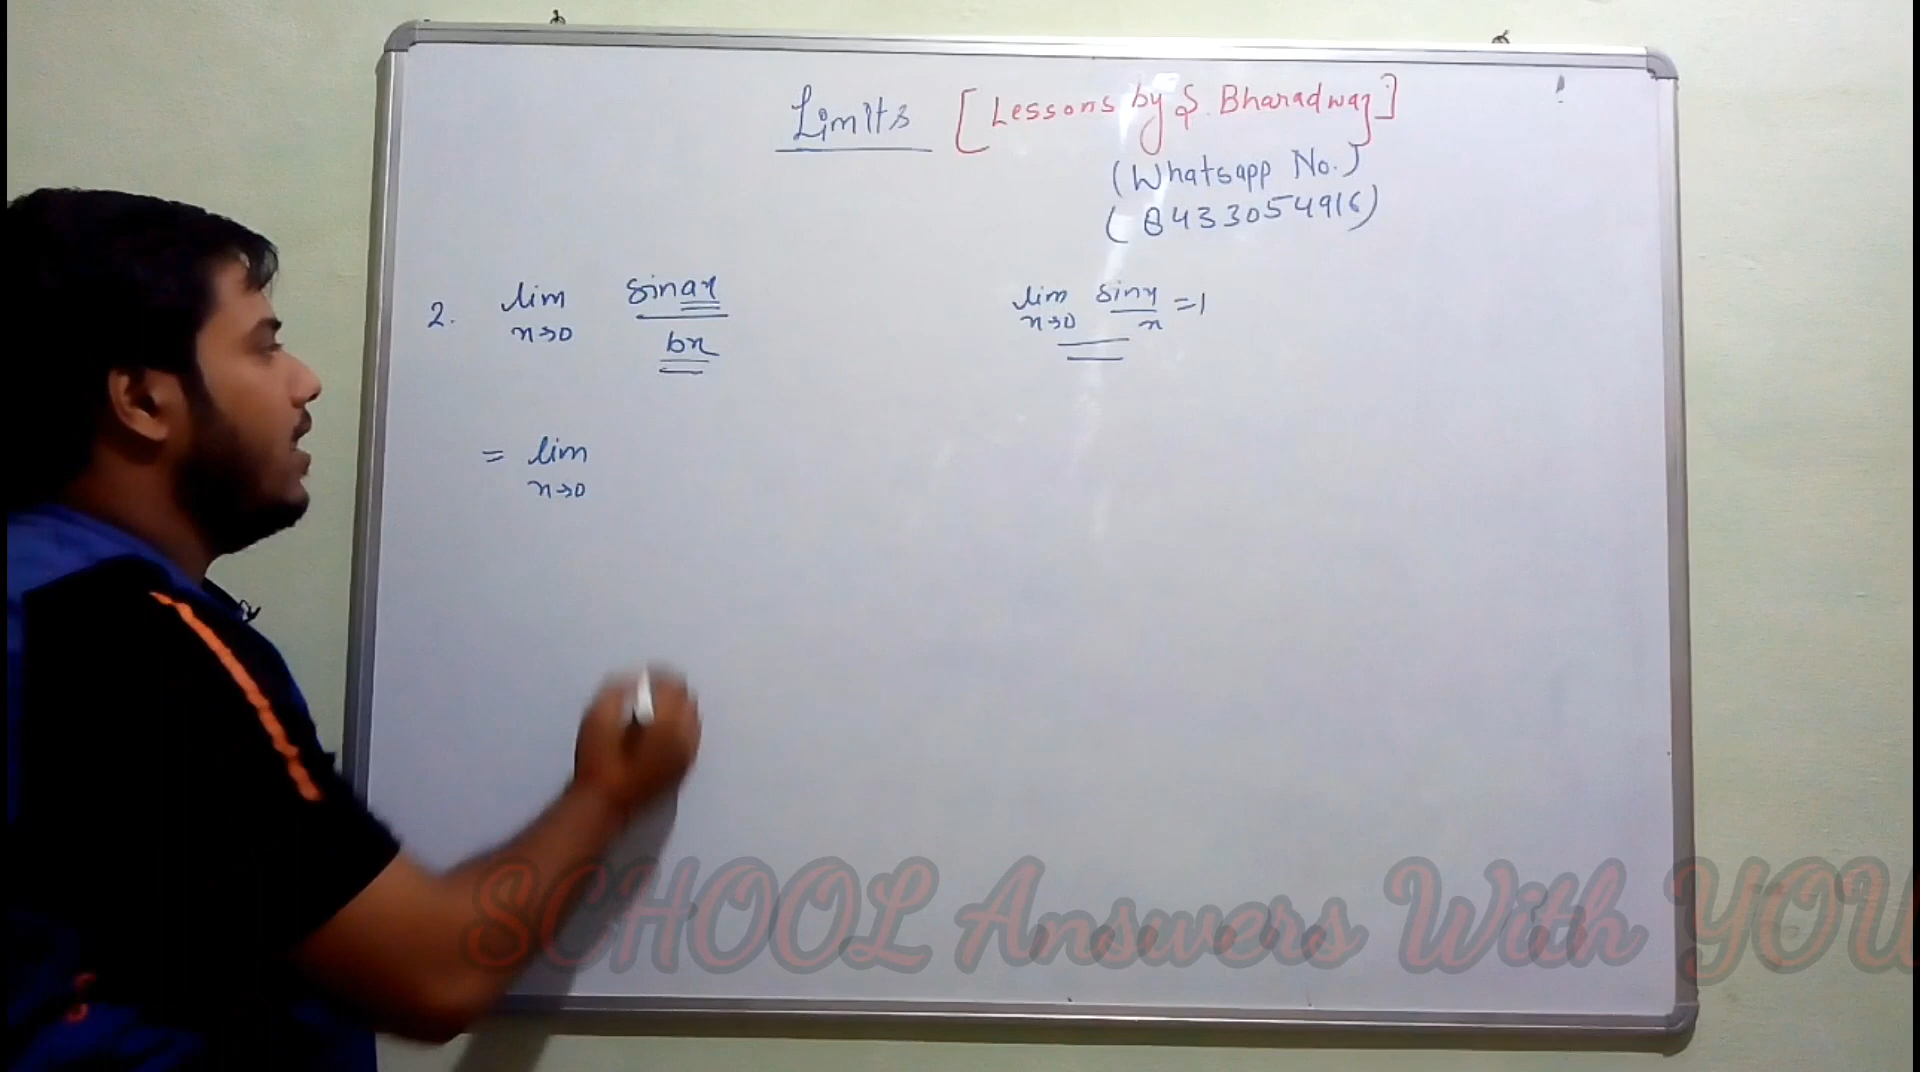 Limits [Lessons by S. Bharadwaj]
(Whatsapp No.)
(8433054916)
2. lim sinax
x→0 bx
lim sinx = 1
x→0 x
= lim
x→0
SCHOOL Answers With YOU